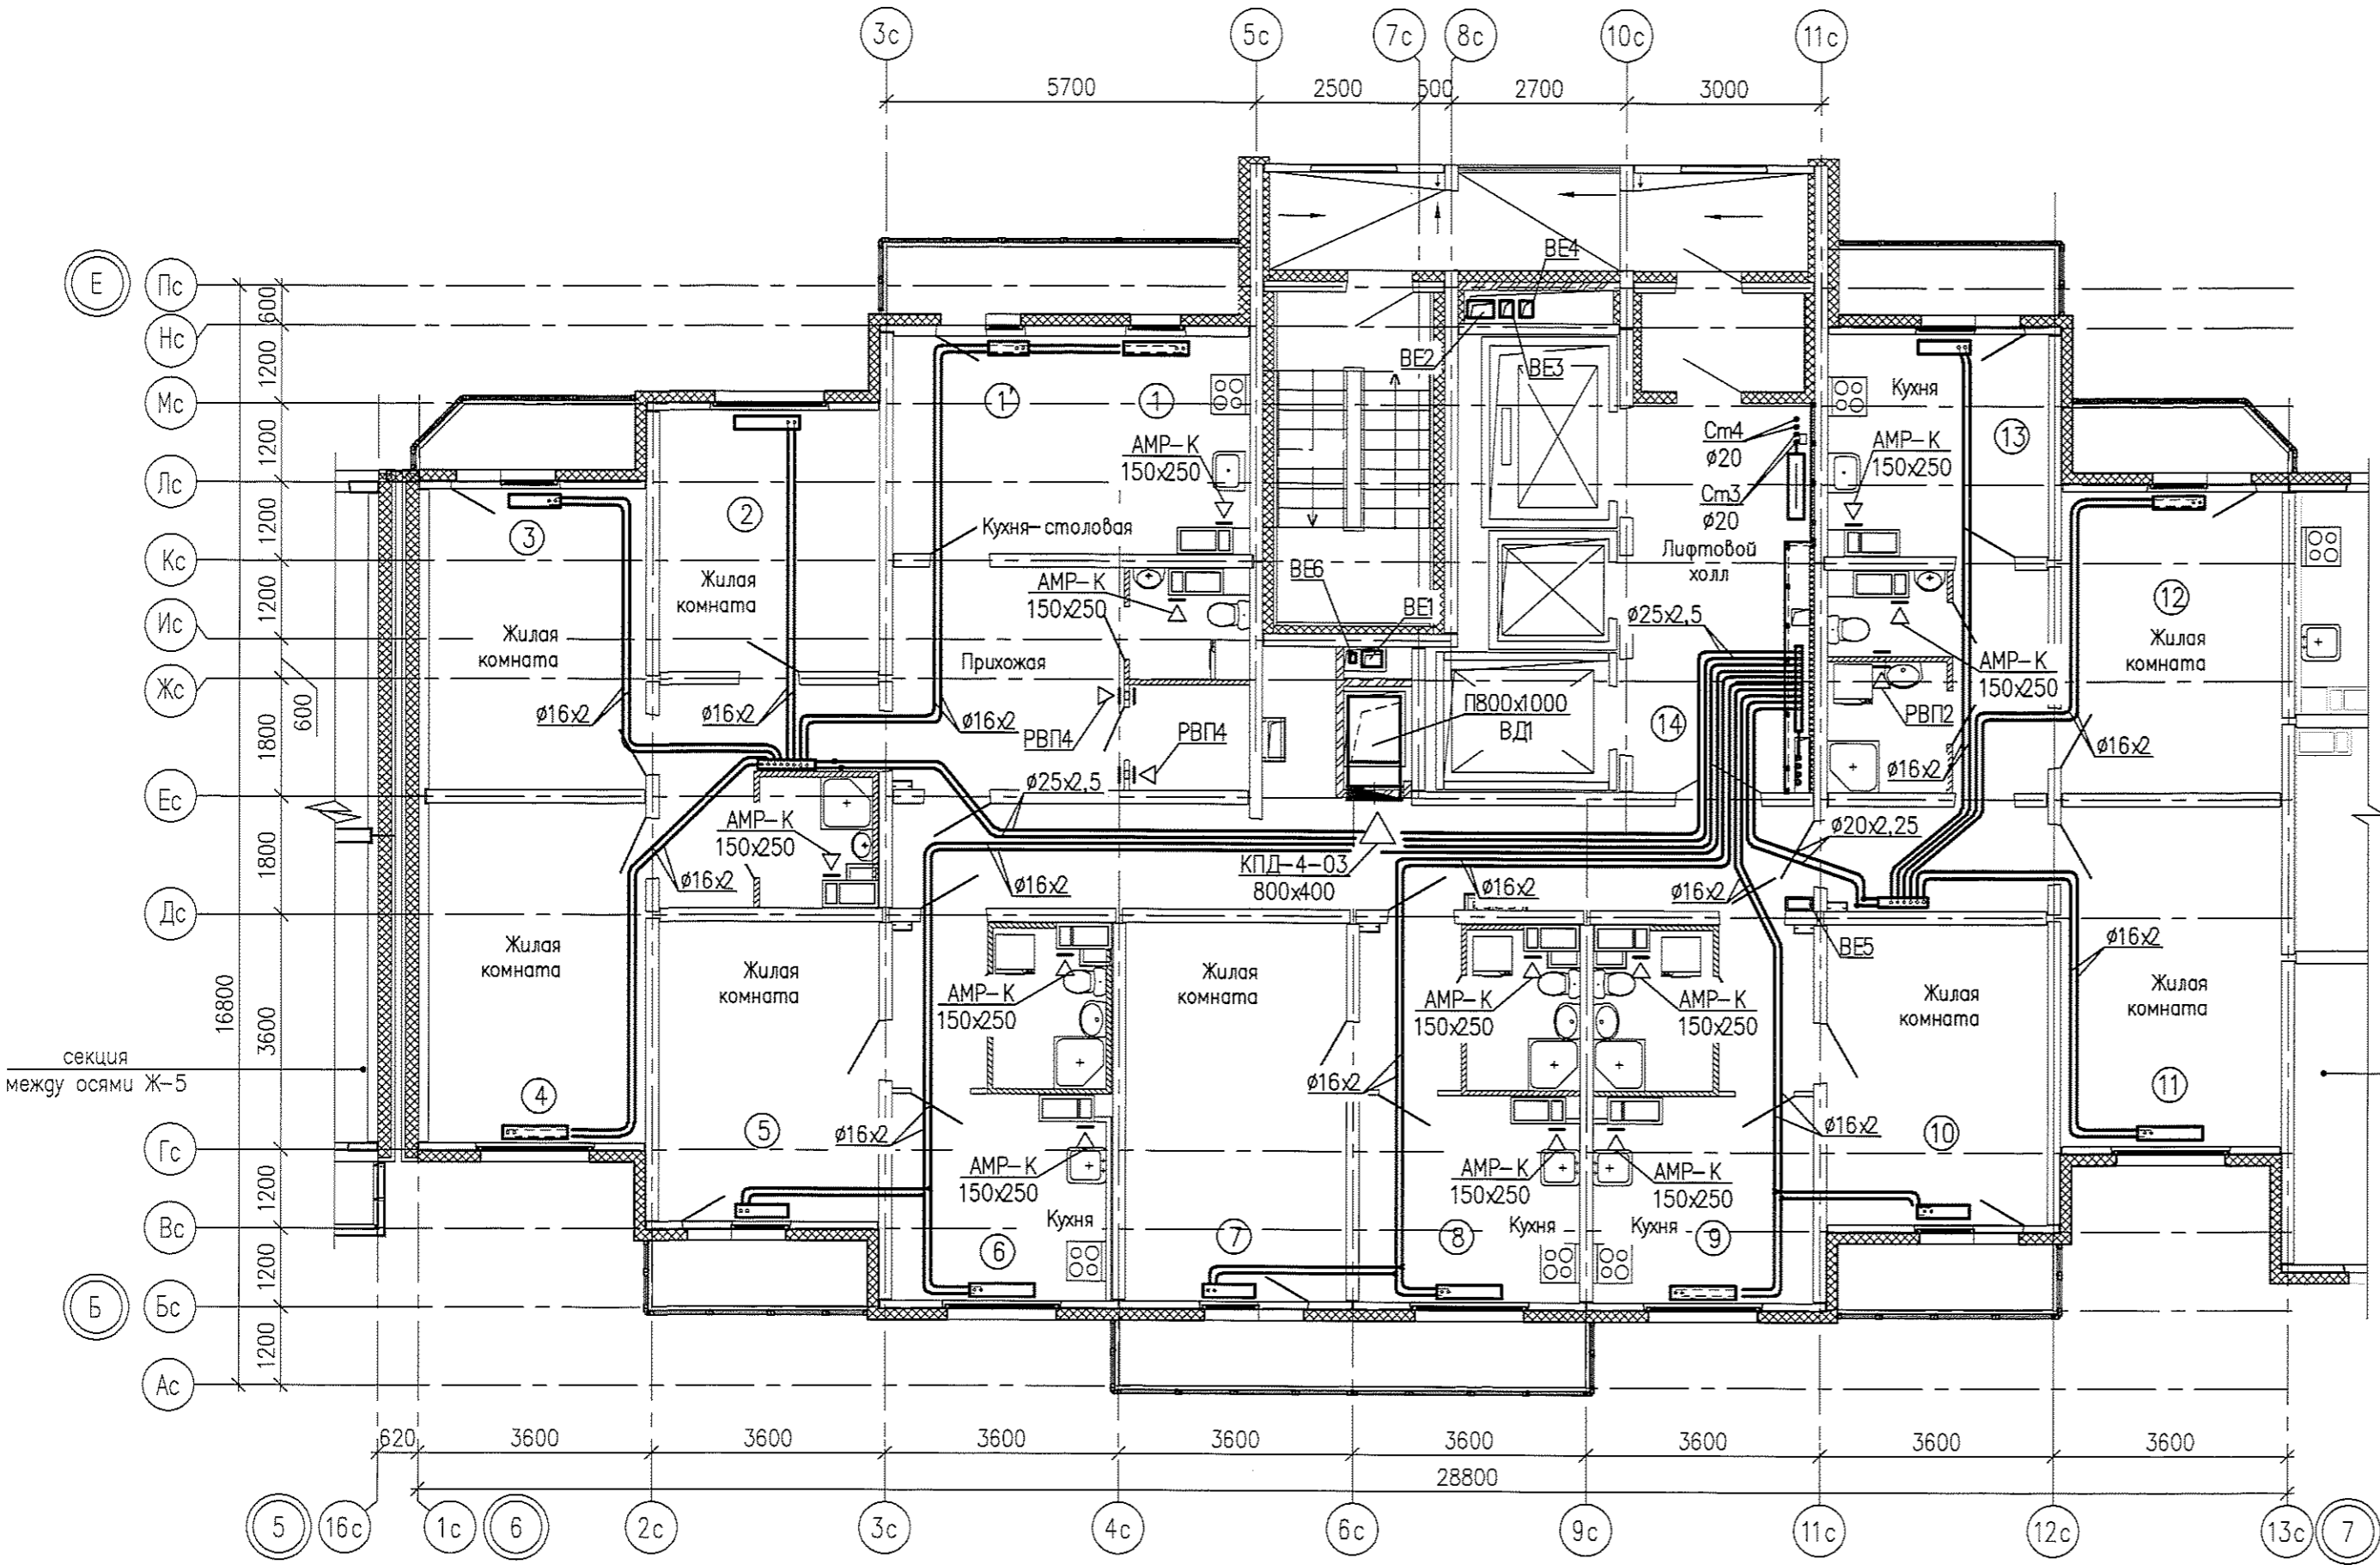 3с
5с
7с
8с
10с
11с
5700
2500
500
2700
3000
Е
Пс
600
Нс
1200
Мс
1200
Лс
1200
Кс
1200
Ис
600
Жс
1800
Ес
1800
Дс
3600
16800
Гс
1200
Вс
1200
Б
Бс
1200
Ас
секция
между осями Ж-5
ВЕ4
ВЕ2
ВЕ3
1'
1
АМР-К
150х250
2
3
Кухня-столовая
Ст4
ø20
Ст3
ø20
Кухня
АМР-К
150х250
13
Лифтовой
холл
Жилая
комната
Жилая
комната
АМР-К
150х250
ВЕ6
ВЕ1
ø25х2,5
Прихожая
12
Жилая
комната
АМР-К
150х250
РВП2
ø16х2
ø16х2
ø16х2
РВП4
РВП4
П800х1000
ВД1
14
ø16х2
ø16х2
ø25х2,5
АМР-К
150х250
ø16х2
ø16х2
КПД-4-03
800х400
ø16х2
ø16х2
ø20х2,25
ВЕ5
ø16х2
Жилая
комната
Жилая
комната
АМР-К
150х250
Жилая
комната
АМР-К
150х250
АМР-К
150х250
Жилая
комната
Жилая
комната
4
5
ø16х2
АМР-К
150х250
ø16х2
АМР-К
150х250
АМР-К
150х250
ø16х2
10
11
Кухня
6
7
8
Кухня
Кухня
9
620
3600
3600
3600
3600
3600
3600
3600
3600
28800
5
16с
1с
6
2с
3с
4с
6с
9с
11с
12с
13с
7